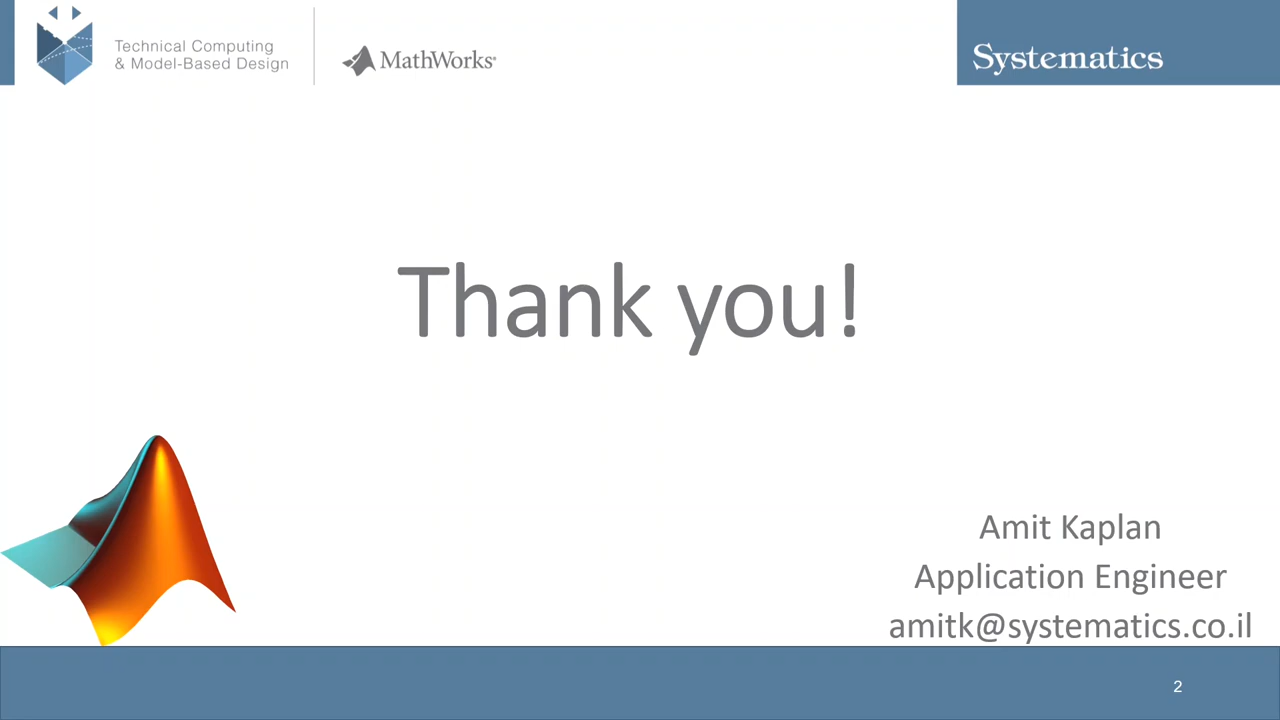 Technical Computing
& Model-Based Design
MathWorks®
Systematics
Thank you!
Amit Kaplan
Application Engineer
amitk@systematics.co.il
2